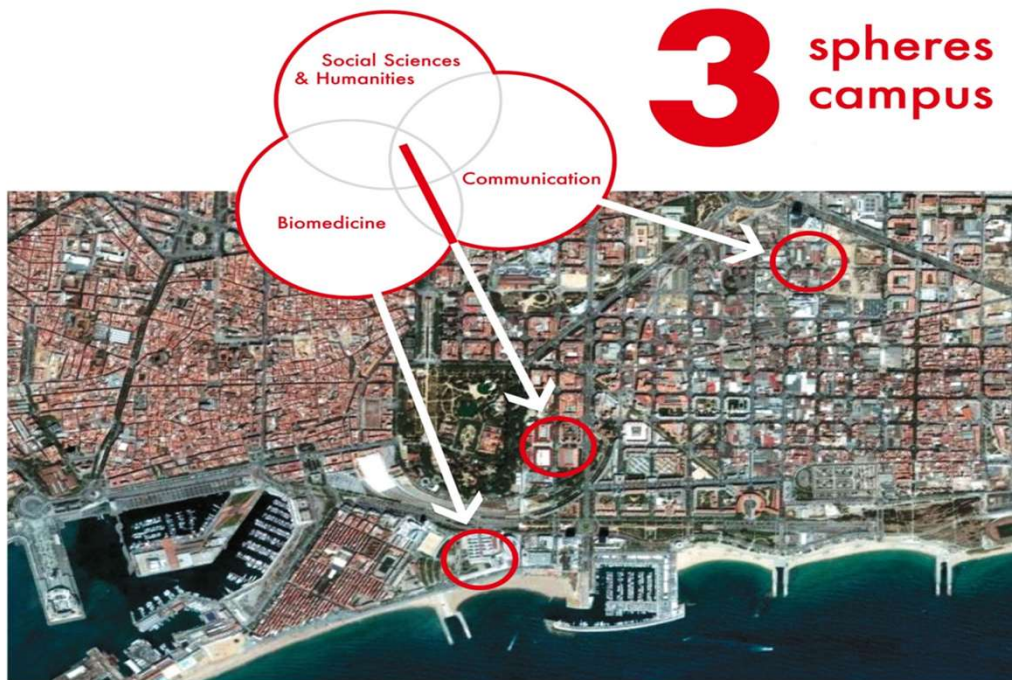 3
spheres
campus
Social Sciences
& Humanities
Communication
Biomedicine